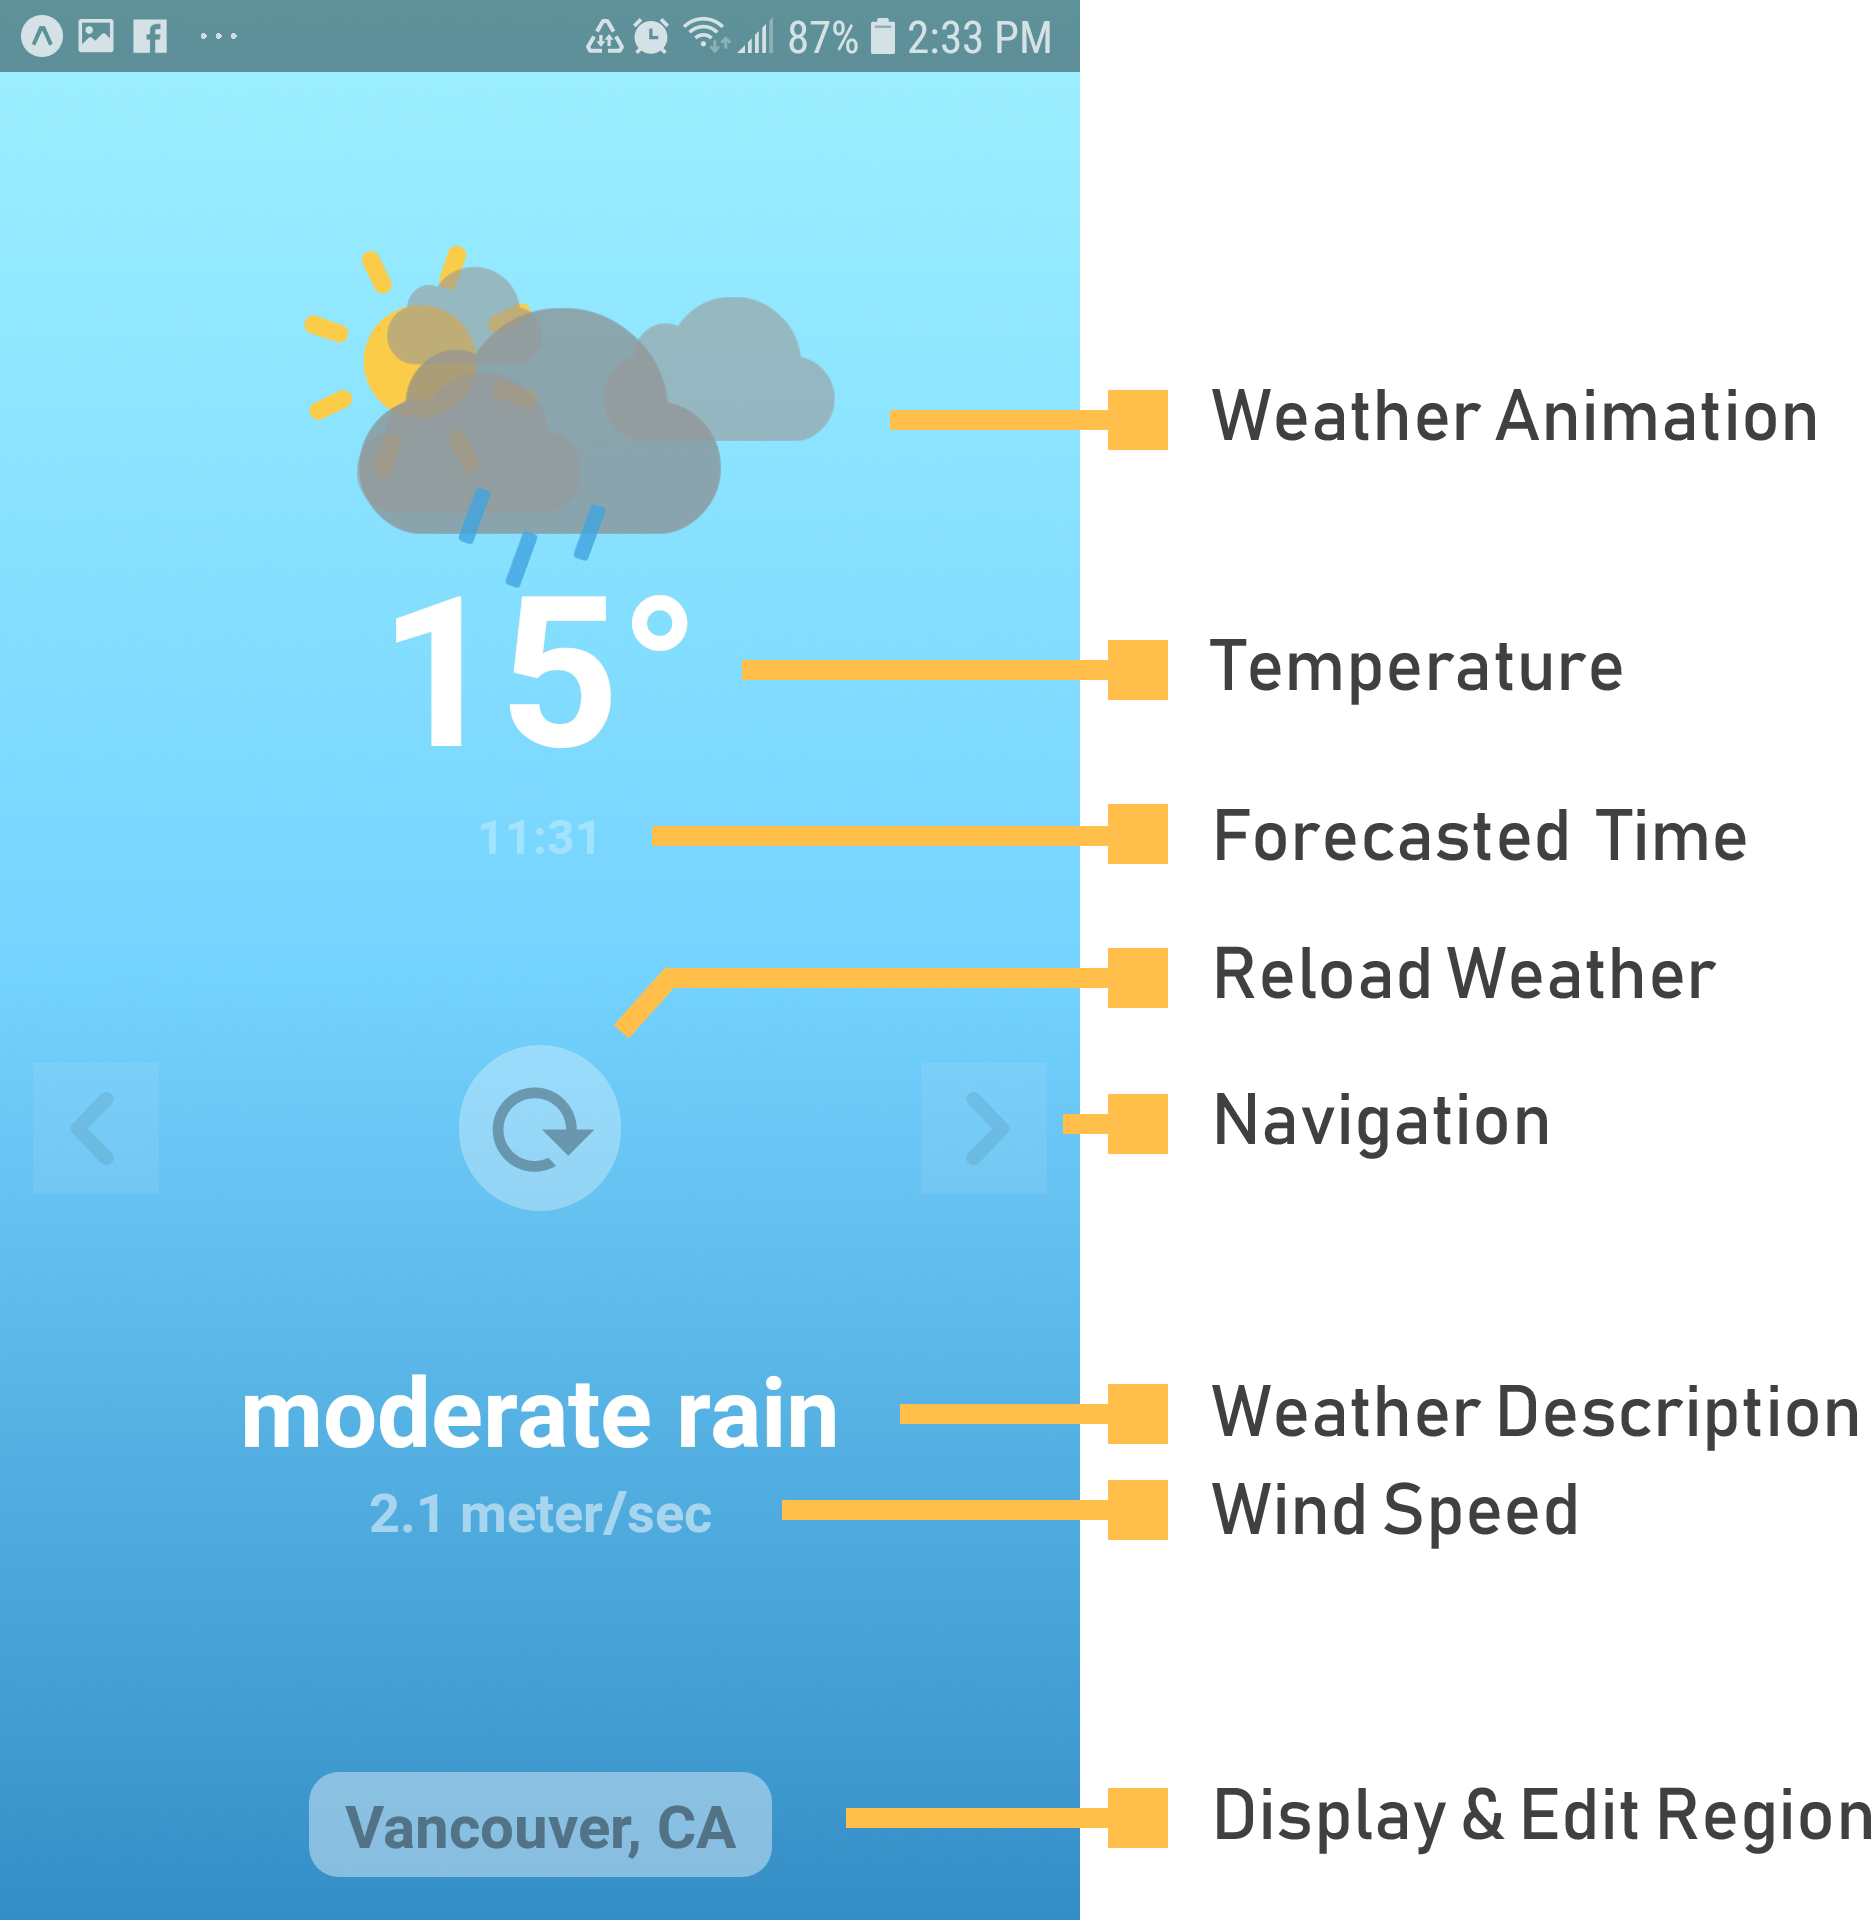 87% 2:33 PM
Weather Animation
15°
Temperature
11:31
Forecasted Time
Reload Weather
Navigation
moderate rain
Weather Description
2.1 meter/sec
Wind Speed
Vancouver, CA
Display & Edit Region